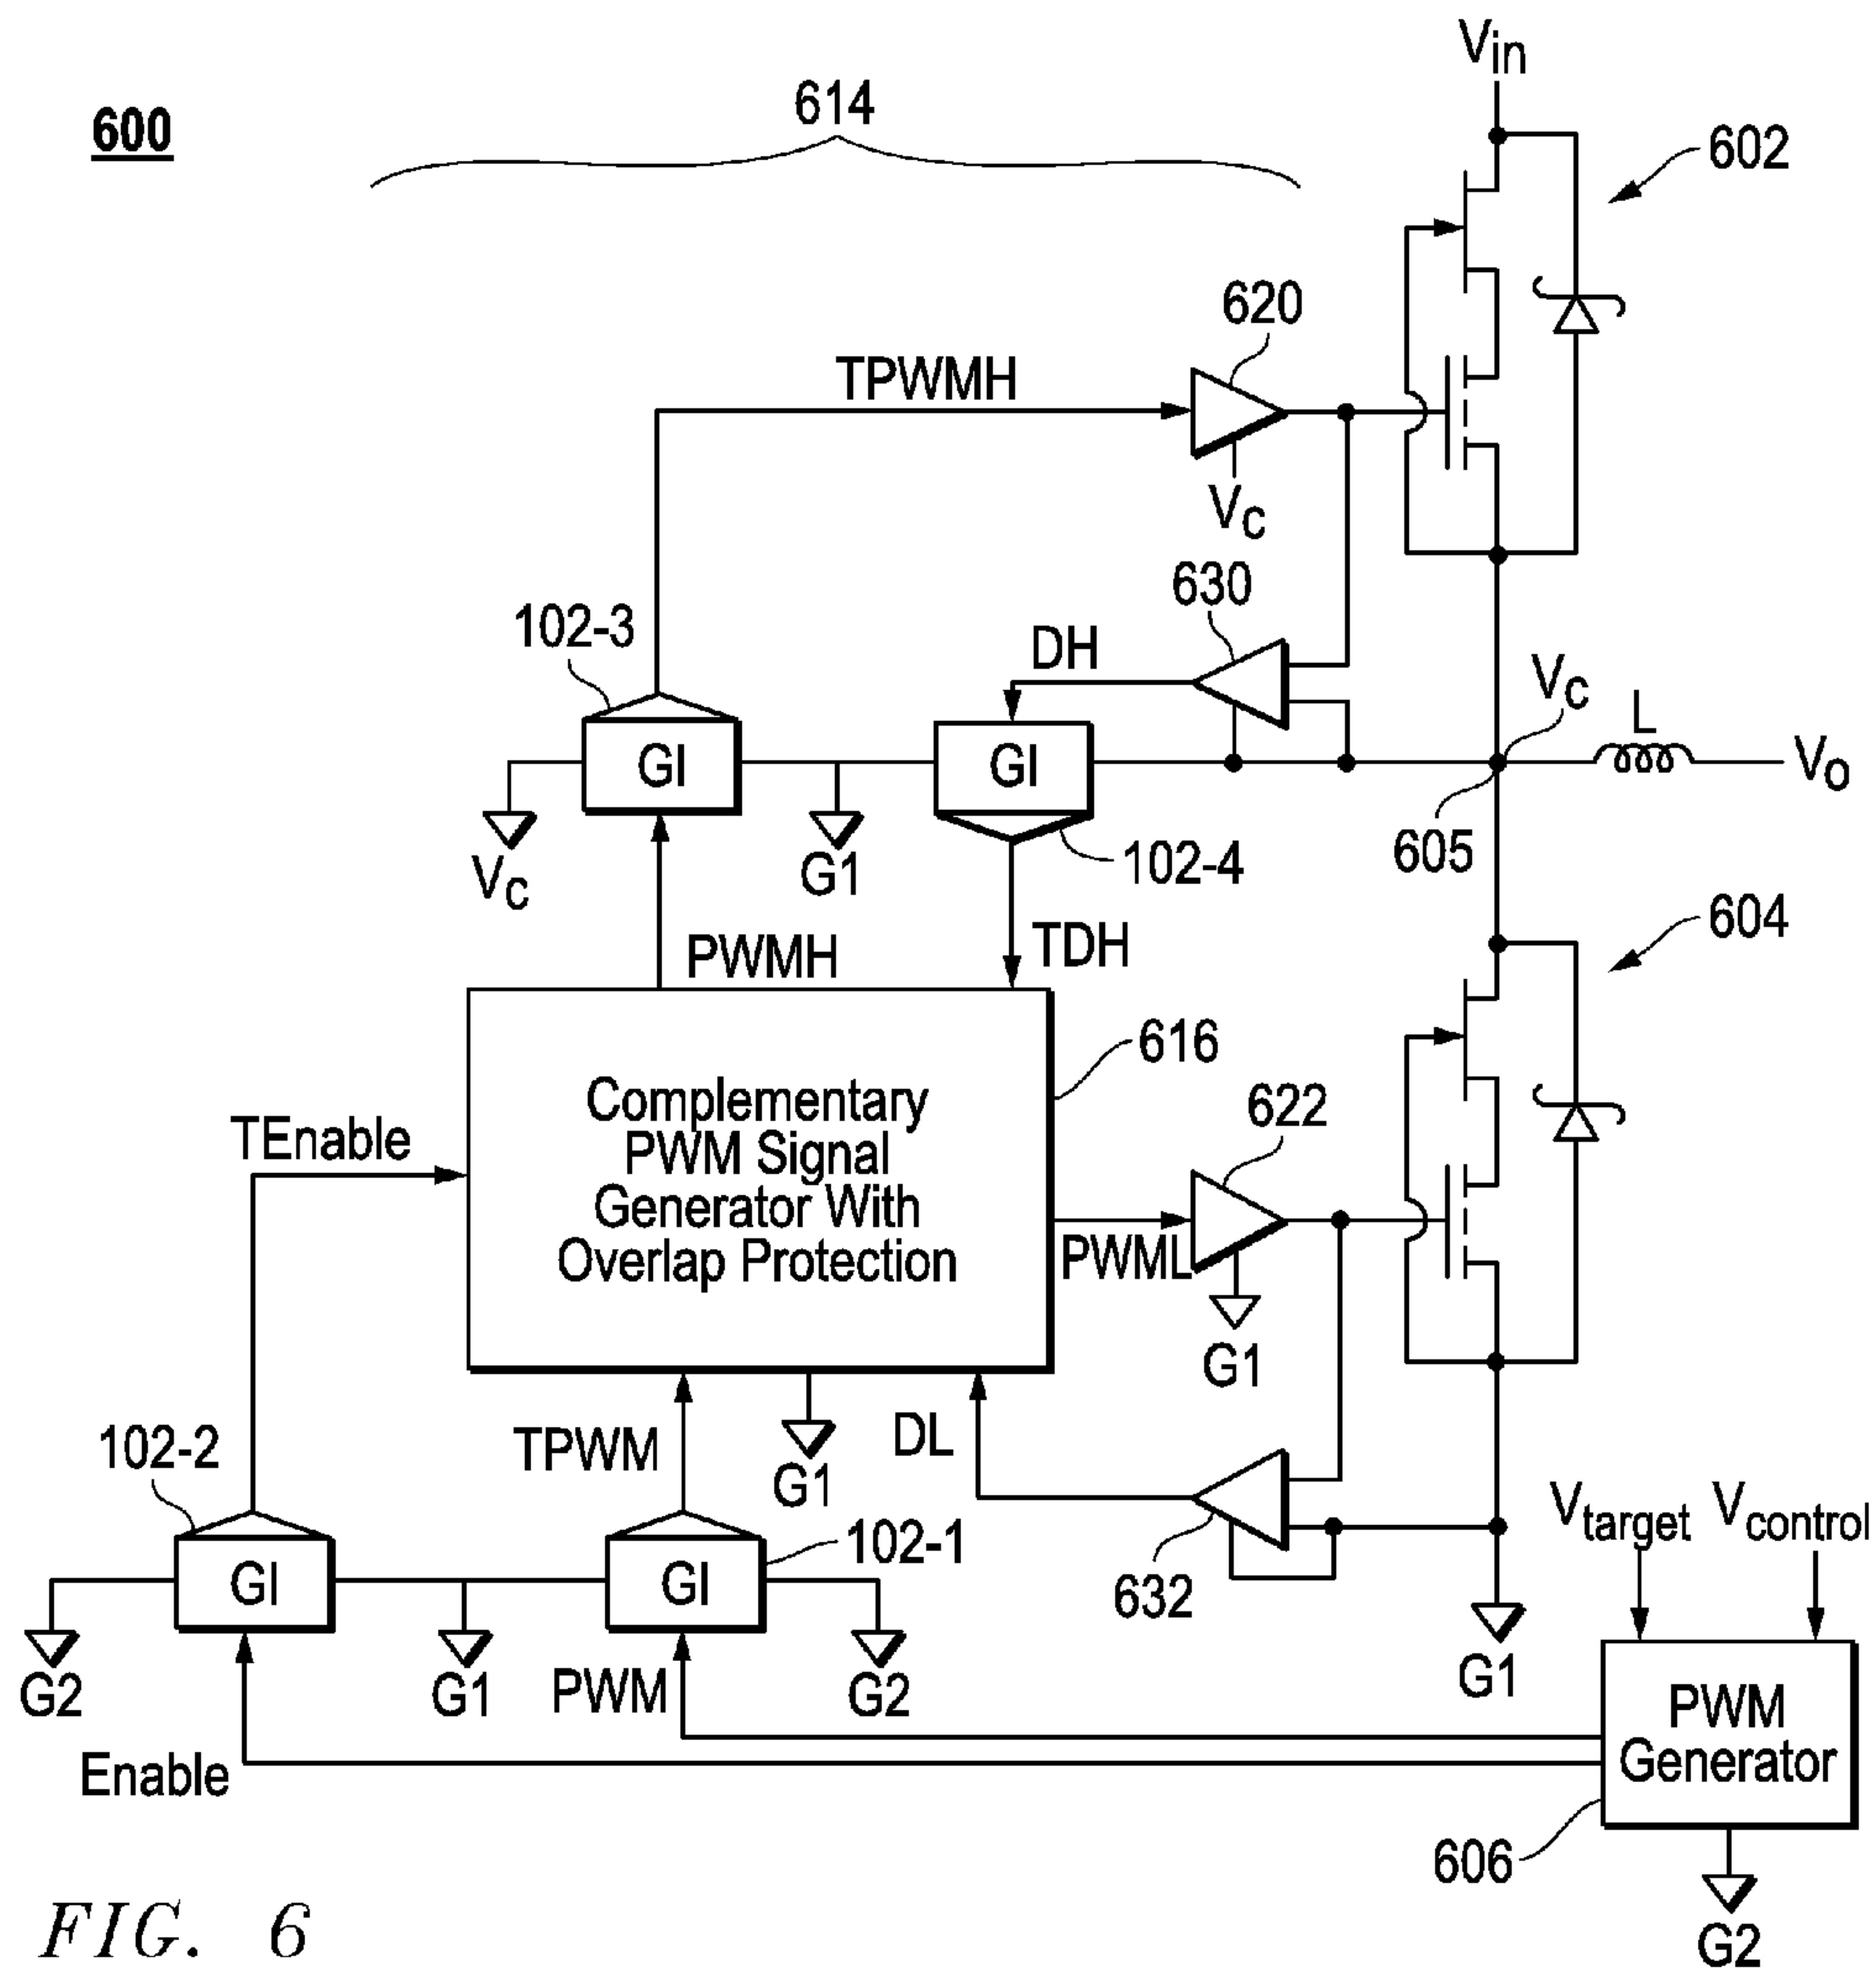 Vin
614
600
602
620
TPWMH
Vc
630
102-3
DH
Vc
L
GI
GI
Vo
605
Vc
G1
102-4
PWMH
TDH
604
616
Complementary
PWM Signal
Generator With
Overlap Protection
TEnable
622
PWML
G1
102-2
TPWM
G1
DL
102-1
Vtarget
Vcontrol
GI
GI
632
G2
G1
PWM
G2
G1
PWM
Generator
Enable
606
FIG. 6
G2